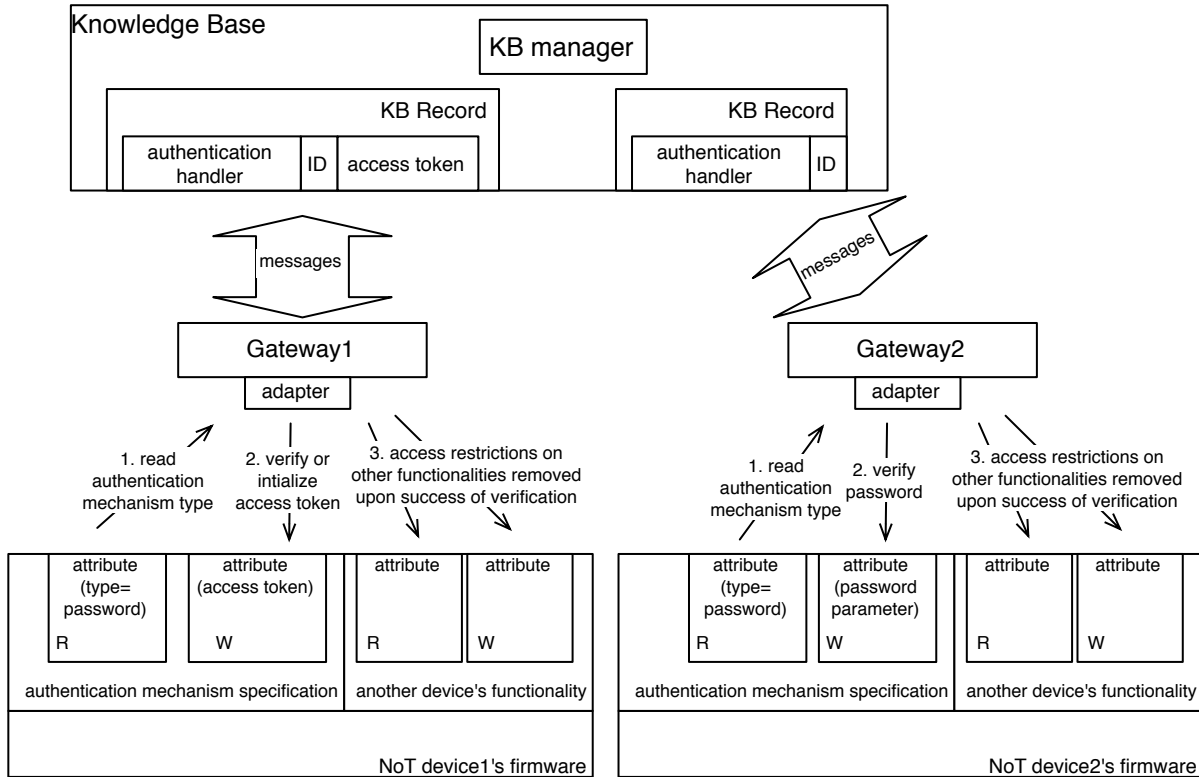 Knowledge Base
KB manager
KB Record
authentication
handler
ID
access token
KB Record
authentication
handler
ID
messages
messages
Gateway1
adapter
Gateway2
adapter
1. read
authentication
mechanism type
2. verify or
intialize
access token
3. access restrictions on
other functionalities removed
upon success of verification
1. read
authentication
mechanism type
2. verify
password
3. access restrictions on
other functionalities removed
upon success of verification
attribute
(type=
password)
R
attribute
(access token)
W
attribute
R
attribute
W
authentication mechanism specification
another device's functionality
NoT device1's firmware
attribute
(type=
password)
R
attribute
(password
parameter)
W
attribute
R
attribute
W
authentication mechanism specification
another device's functionality
NoT device2's firmware